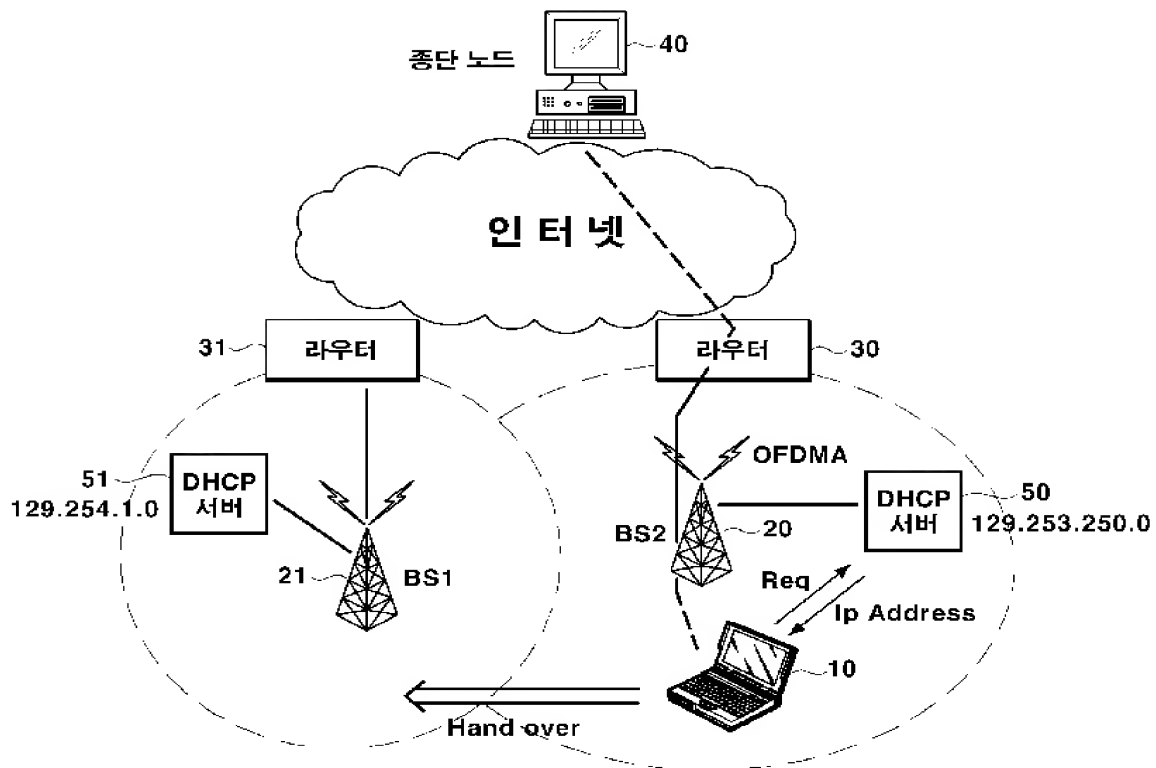 종단 노드
40
인터넷
31
라우터
라우터
30
51
129.254.1.0
DHCP
서버
OFDMA
DHCP
서버
50
129.253.250.0
21
BS1
BS2
20
Req
Ip Address
10
Hand over